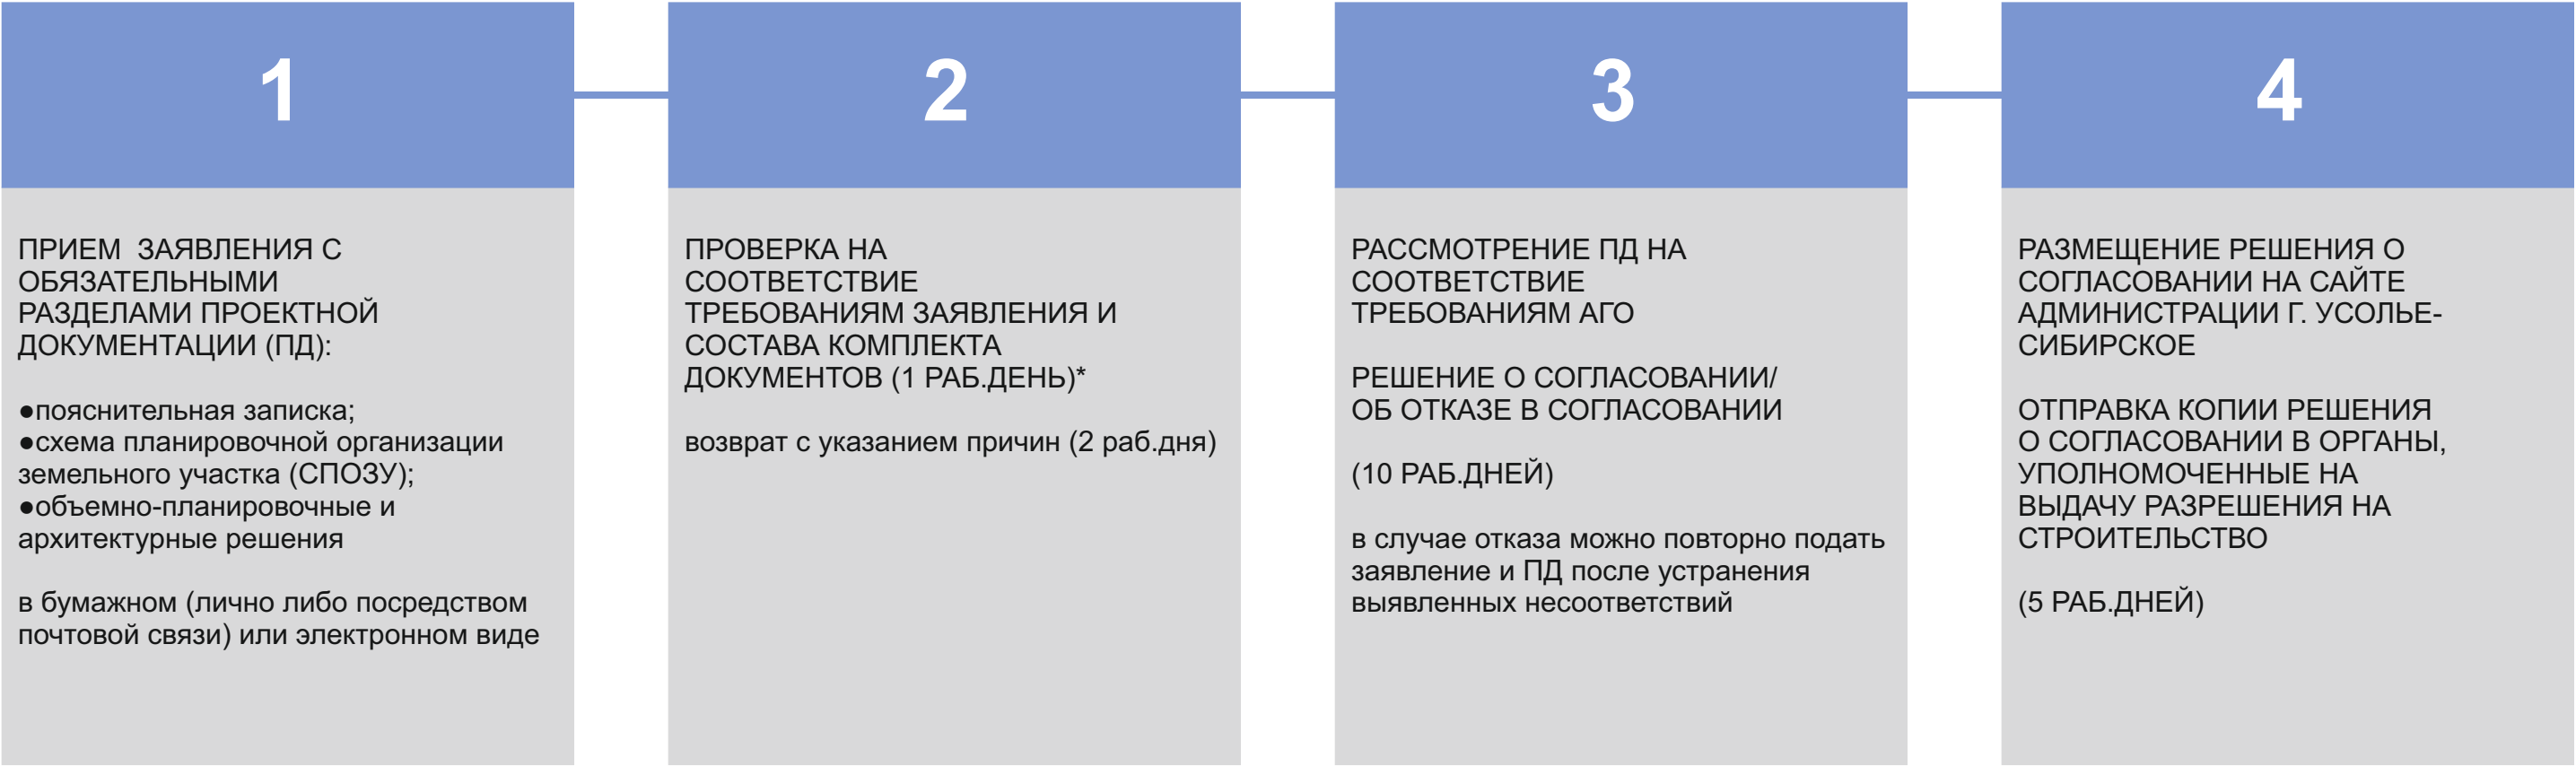 1
ПРИЕМ  ЗАЯВЛЕНИЯ С
ОБЯЗАТЕЛЬНЫМИ
РАЗДЕЛАМИ ПРОЕКТНОЙ
ДОКУМЕНТАЦИИ (ПД):
●пояснительная записка;
●схема планировочной организации
земельного участка (СПОЗУ);
●объемно-планировочные и
архитектурные решения
в бумажном (лично либо посредством
почтовой связи) или электронном виде
2
ПРОВЕРКА НА
СООТВЕТСТВИЕ
ТРЕБОВАНИЯМ ЗАЯВЛЕНИЯ И
СОСТАВА КОМПЛЕКТА
ДОКУМЕНТОВ (1 РАБ.ДЕНЬ)*
возврат с указанием причин (2 раб.дня)
3
РАССМОТРЕНИЕ ПД НА
СООТВЕТСТВИЕ
ТРЕБОВАНИЯМ АГО
РЕШЕНИЕ О СОГЛАСОВАНИИ/
ОБ ОТКАЗЕ В СОГЛАСОВАНИИ
(10 РАБ.ДНЕЙ)
в случае отказа можно повторно подать
заявление и ПД после устранения
выявленных несоответствий
4
РАЗМЕЩЕНИЕ РЕШЕНИЯ О
СОГЛАСОВАНИИ НА САЙТЕ
АДМИНИСТРАЦИИ Г. УСОЛЬЕ-
СИБИРСКОЕ
ОТПРАВКА КОПИИ РЕШЕНИЯ
О СОГЛАСОВАНИИ В ОРГАНЫ,
УПОЛНОМОЧЕННЫЕ НА
ВЫДАЧУ РАЗРЕШЕНИЯ НА
СТРОИТЕЛЬСТВО
(5 РАБ.ДНЕЙ)